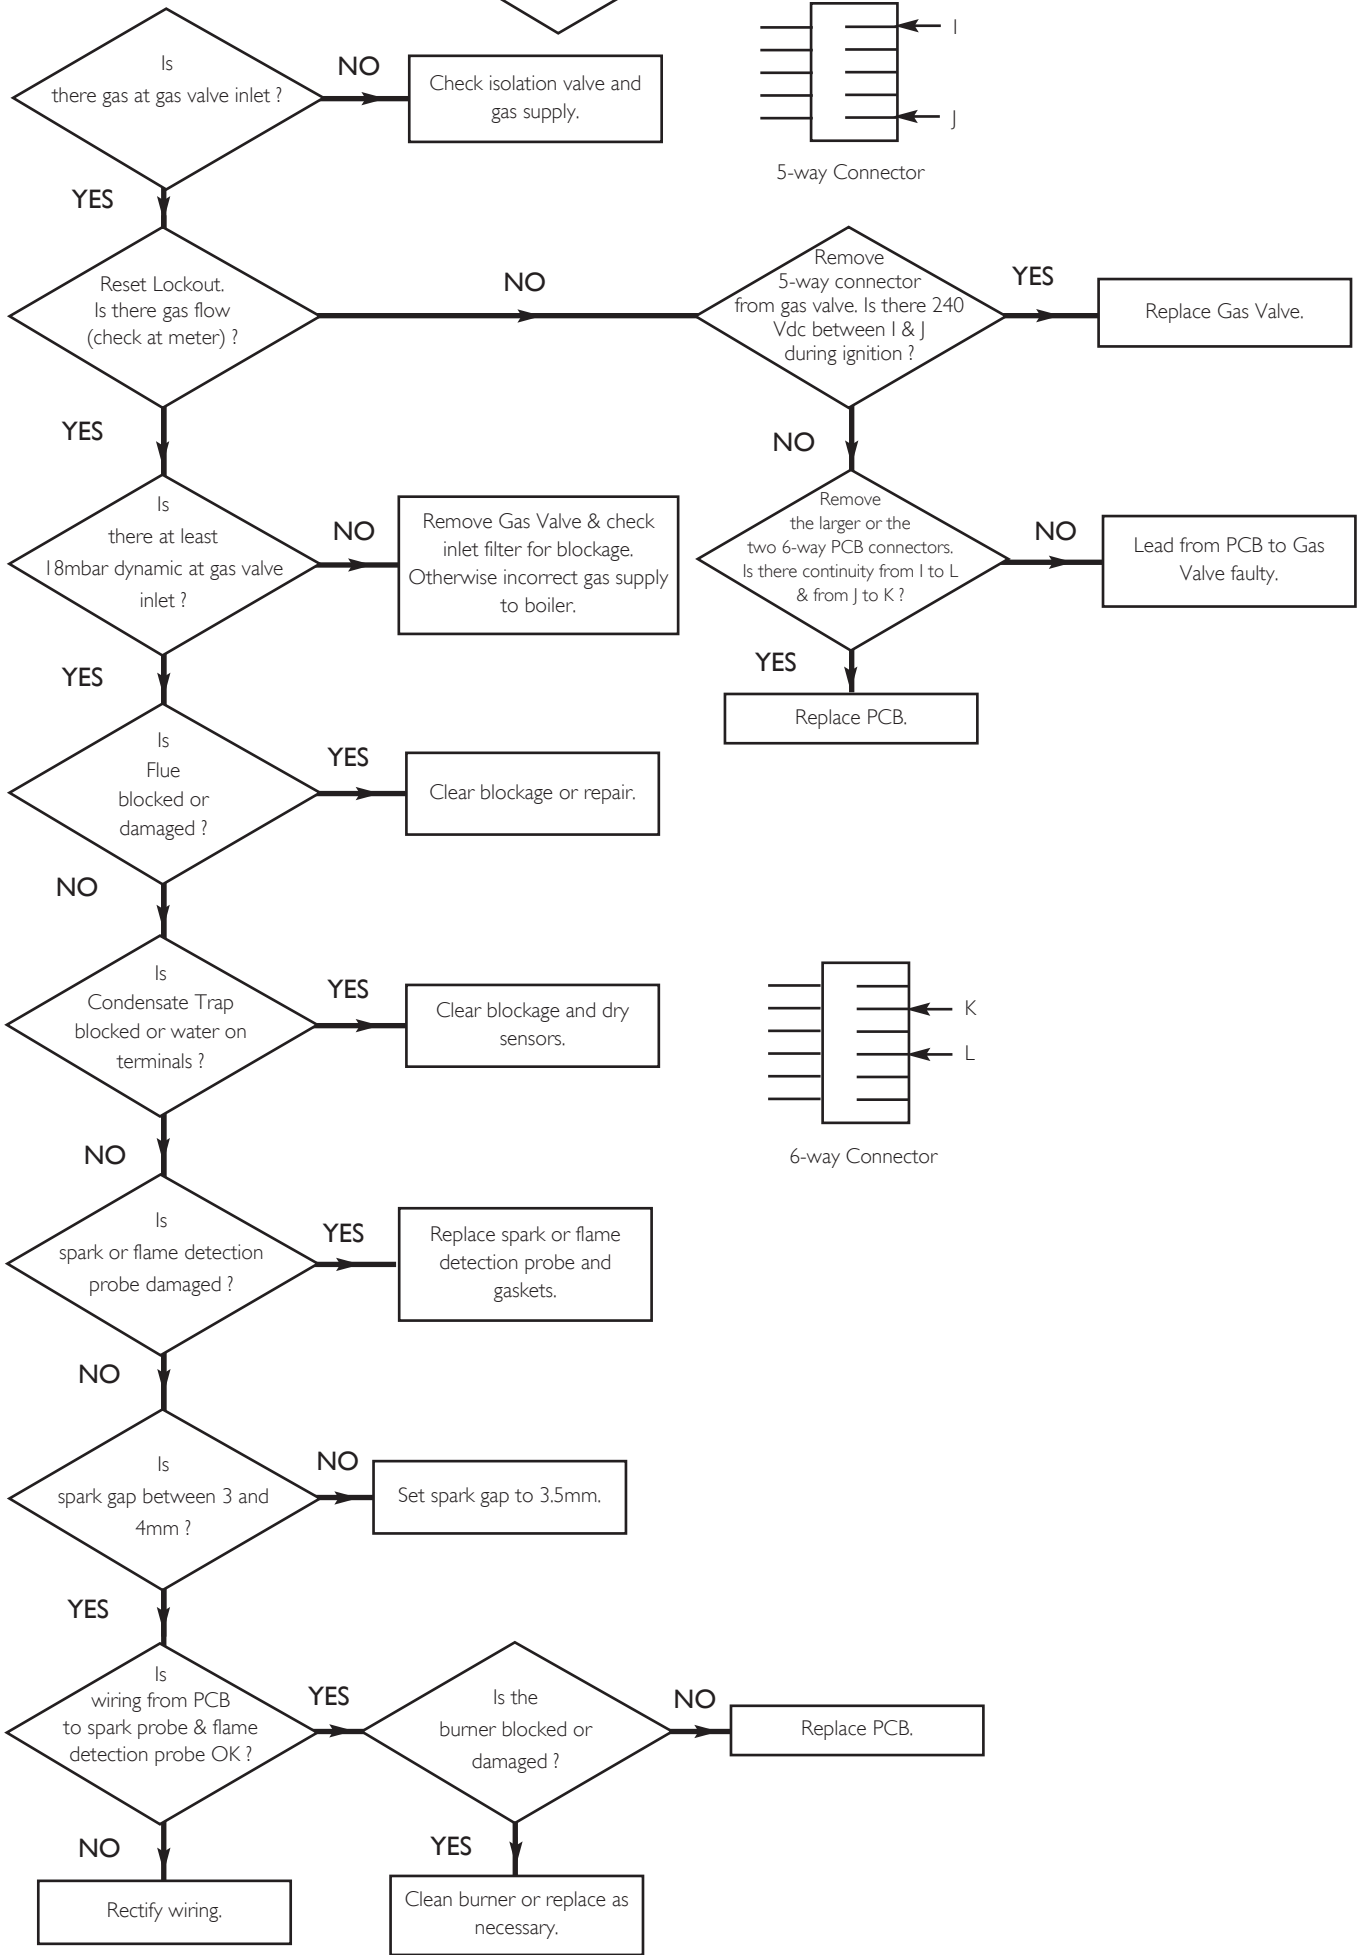 Is
there gas at gas valve inlet ?
NO
Check isolation valve and
gas supply.
I
J
5-way Connector
YES
Reset Lockout.
Is there gas flow
(check at meter) ?
NO
Remove
5-way connector
from gas valve. Is there 240
Vdc between I & J
during ignition ?
YES
Replace Gas Valve.
YES
NO
Is
there at least
18mbar dynamic at gas valve
inlet ?
NO
Remove Gas Valve & check
inlet filter for blockage.
Otherwise incorrect gas supply
to boiler.
Remove
the larger or the
two 6-way PCB connectors.
Is there continuity from I to L
& from J to K ?
NO
Lead from PCB to Gas
Valve faulty.
YES
YES
Replace PCB.
Is
Flue
blocked or
damaged ?
YES
Clear blockage or repair.
NO
Is
Condensate Trap
blocked or water on
terminals ?
YES
Clear blockage and dry
sensors.
K
L
6-way Connector
NO
Is
spark or flame detection
probe damaged ?
YES
Replace spark or flame
detection probe and
gaskets.
NO
Is
spark gap between 3 and
4mm ?
NO
Set spark gap to 3.5mm.
YES
Is
wiring from PCB
to spark probe & flame
detection probe OK ?
YES
Is the
burner blocked or
damaged ?
NO
Replace PCB.
NO
Rectify wiring.
YES
Clean burner or replace as
necessary.